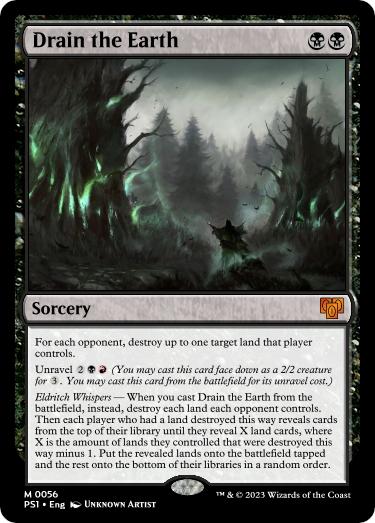 Drain the Earth
Sorcery
For each opponent, destroy up to one target land that player
controls.
Unravel 2 (You may cast this card face down as a 2/2 creature
for 3. You may cast this card from the battlefield for its unravel cost.)
Eldritch Whispers — When you cast Drain the Earth from the
battlefield, instead, destroy each land each opponent controls.
Then each player who had a land destroyed this way reveals cards
from the top of their library until they reveal X land cards, where
X is the amount of lands they controlled that were destroyed this
way minus 1. Put the revealed lands onto the battlefield tapped
and the rest onto the bottom of their libraries in a random order.
M 0056
PS1 • Eng Unknown Artist
™ & © 2023 Wizards of the Coast